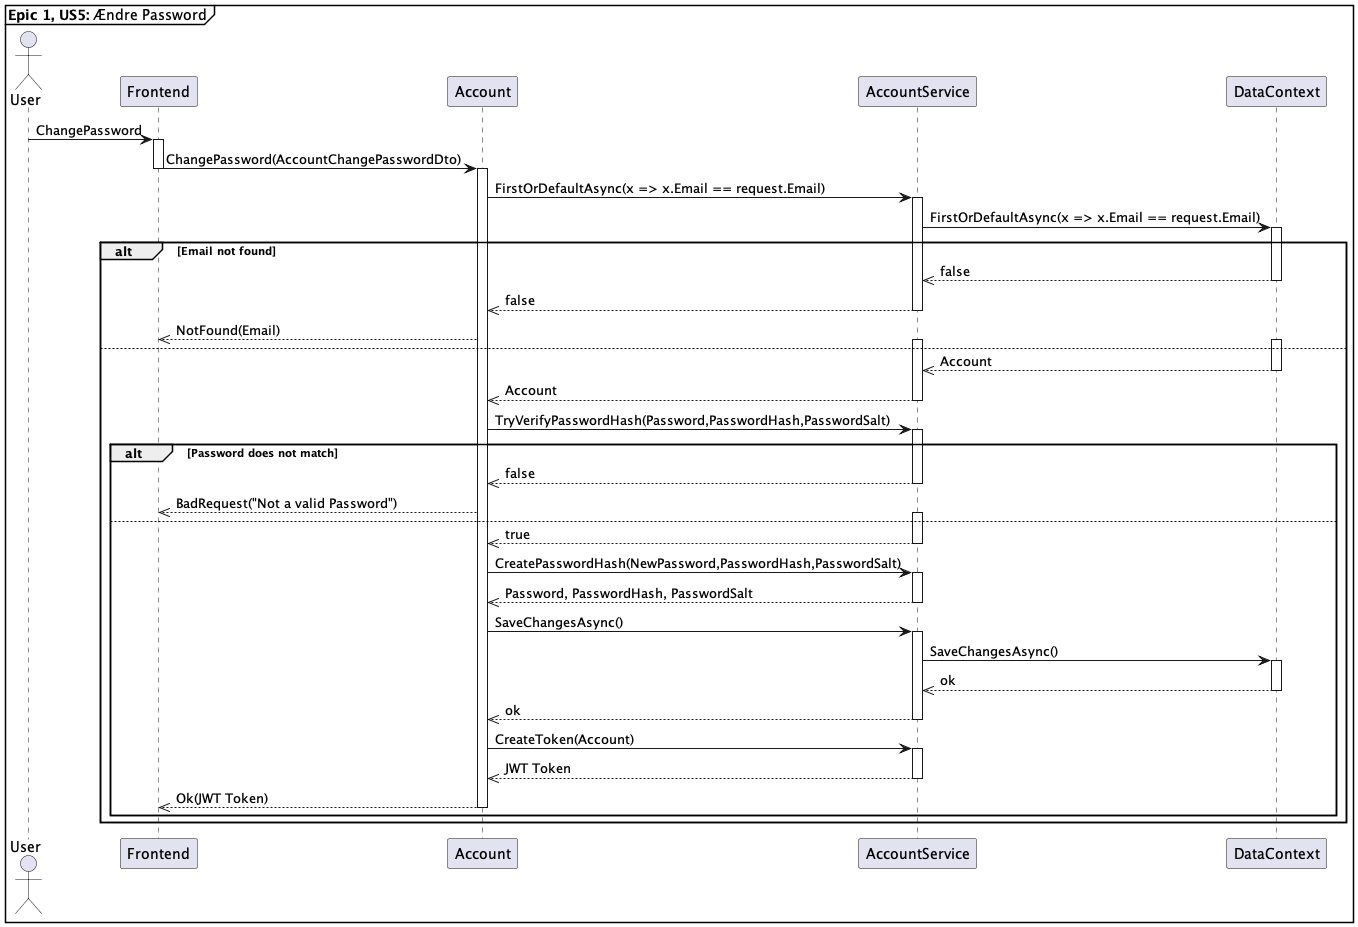 Epic 1, US5: Ændre Password
User
Frontend
Account
AccountService
DataContext
ChangePassword
ChangePassword(AccountChangePasswordDto)
FirstOrDefaultAsync(x => x.Email == request.Email)
FirstOrDefaultAsync(x => x.Email == request.Email)
alt [Email not found]
false
false
NotFound(Email)
Account
Account
TryVerifyPasswordHash(Password,PasswordHash,PasswordSalt)
alt [Password does not match]
false
BadRequest("Not a valid Password")
true
CreatePasswordHash(NewPassword,PasswordHash,PasswordSalt)
Password, PasswordHash, PasswordSalt
SaveChangesAsync()
SaveChangesAsync()
ok
ok
CreateToken(Account)
JWT Token
Ok(JWT Token)
User
Frontend
Account
AccountService
DataContext